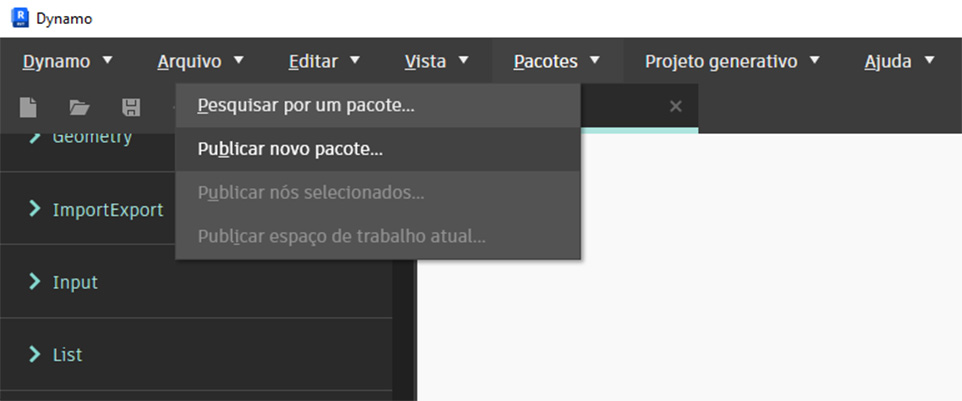 Dynamo
Dynamo Arquivo Editar Vista Pacotes Projeto generativo Ajuda
Pesquisar por um pacote...
Publicar novo pacote...
Publicar nós selecionados...
Publicar espaço de trabalho atual...
Geometry
ImportExport
Input
List